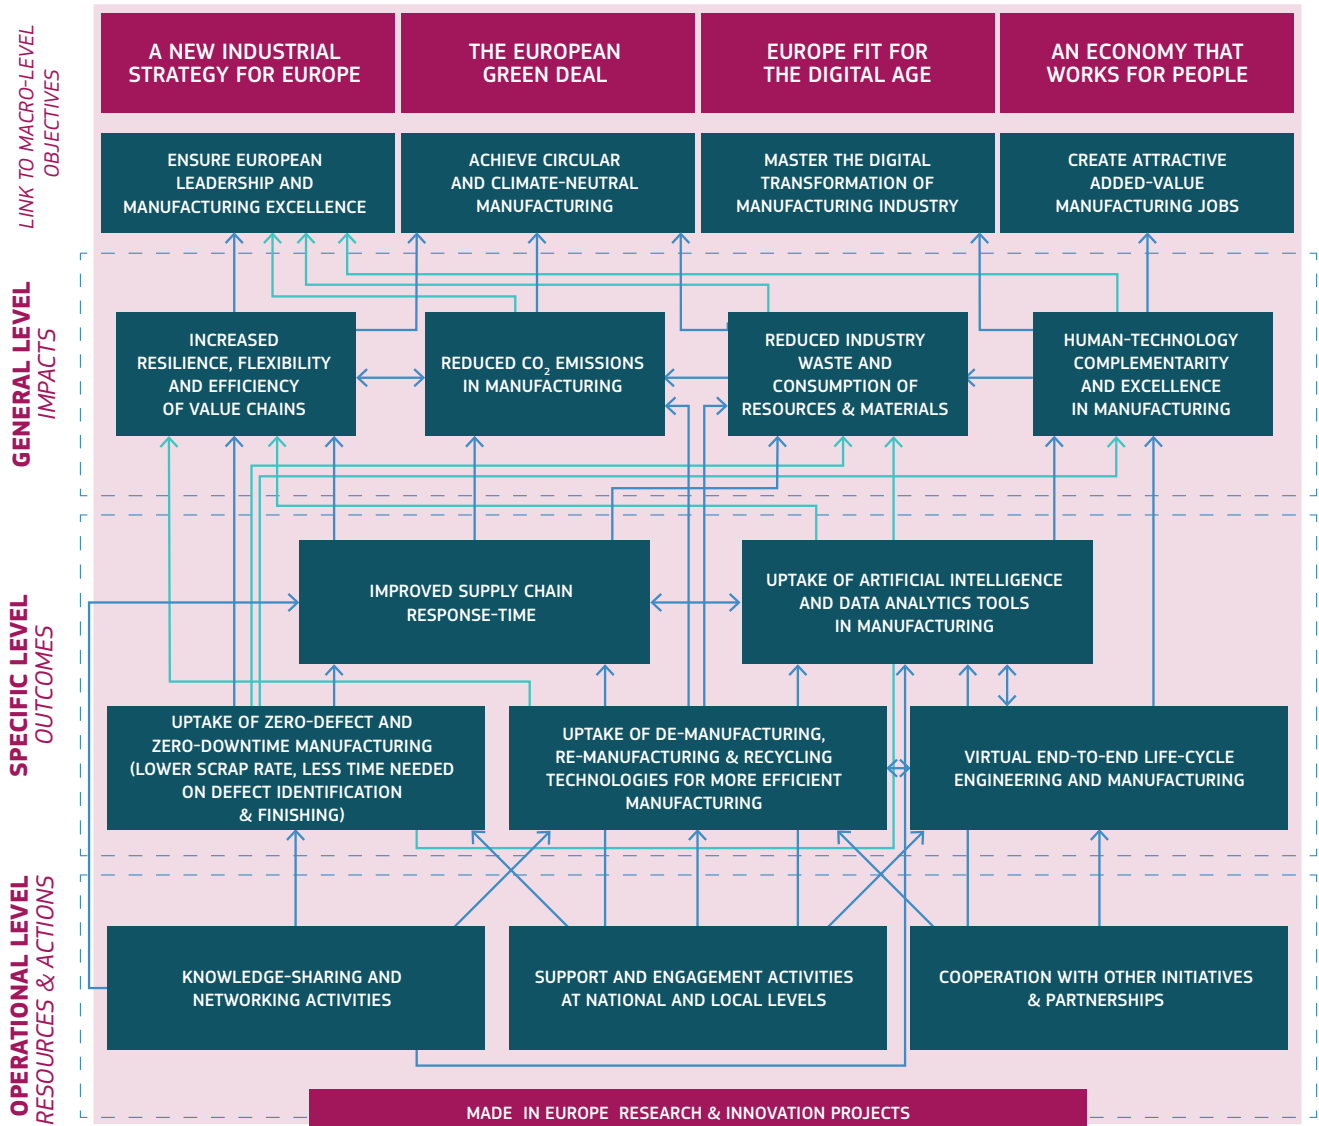 LINK TO MACRO-LEVEL
OBJECTIVES
A NEW INDUSTRIAL
STRATEGY FOR EUROPE
THE EUROPEAN
GREEN DEAL
EUROPE FIT FOR
THE DIGITAL AGE
AN ECONOMY THAT
WORKS FOR PEOPLE
ENSURE EUROPEAN
LEADERSHIP AND
MANUFACTURING EXCELLENCE
ACHIEVE CIRCULAR
AND CLIMATE-NEUTRAL
MANUFACTURING
MASTER THE DIGITAL
TRANSFORMATION OF
MANUFACTURING INDUSTRY
CREATE ATTRACTIVE
ADDED-VALUE
MANUFACTURING JOBS
GENERAL LEVEL
IMPACTS
INCREASED
RESILIENCE, FLEXIBILITY
AND EFFICIENCY
OF VALUE CHAINS
REDUCED CO₂ EMISSIONS
IN MANUFACTURING
REDUCED INDUSTRY
WASTE AND
CONSUMPTION OF
RESOURCES & MATERIALS
HUMAN-TECHNOLOGY
COMPLEMENTARITY
AND EXCELLENCE
IN MANUFACTURING
SPECIFIC LEVEL
OUTCOMES
IMPROVED SUPPLY CHAIN
RESPONSE-TIME
UPTAKE OF ARTIFICIAL INTELLIGENCE
AND DATA ANALYTICS TOOLS
IN MANUFACTURING
UPTAKE OF ZERO-DEFECT AND
ZERO-DOWNTIME MANUFACTURING
(LOWER SCRAP RATE, LESS TIME NEEDED
ON DEFECT IDENTIFICATION
& FINISHING)
UPTAKE OF DE-MANUFACTURING,
RE-MANUFACTURING & RECYCLING
TECHNOLOGIES FOR MORE EFFICIENT
MANUFACTURING
VIRTUAL END-TO-END LIFE-CYCLE
ENGINEERING AND MANUFACTURING
OPERATIONAL LEVEL
RESOURCES & ACTIONS
KNOWLEDGE-SHARING AND
NETWORKING ACTIVITIES
SUPPORT AND ENGAGEMENT ACTIVITIES
AT NATIONAL AND LOCAL LEVELS
COOPERATION WITH OTHER INITIATIVES
& PARTNERSHIPS
MADE IN EUROPE RESEARCH & INNOVATION PROJECTS